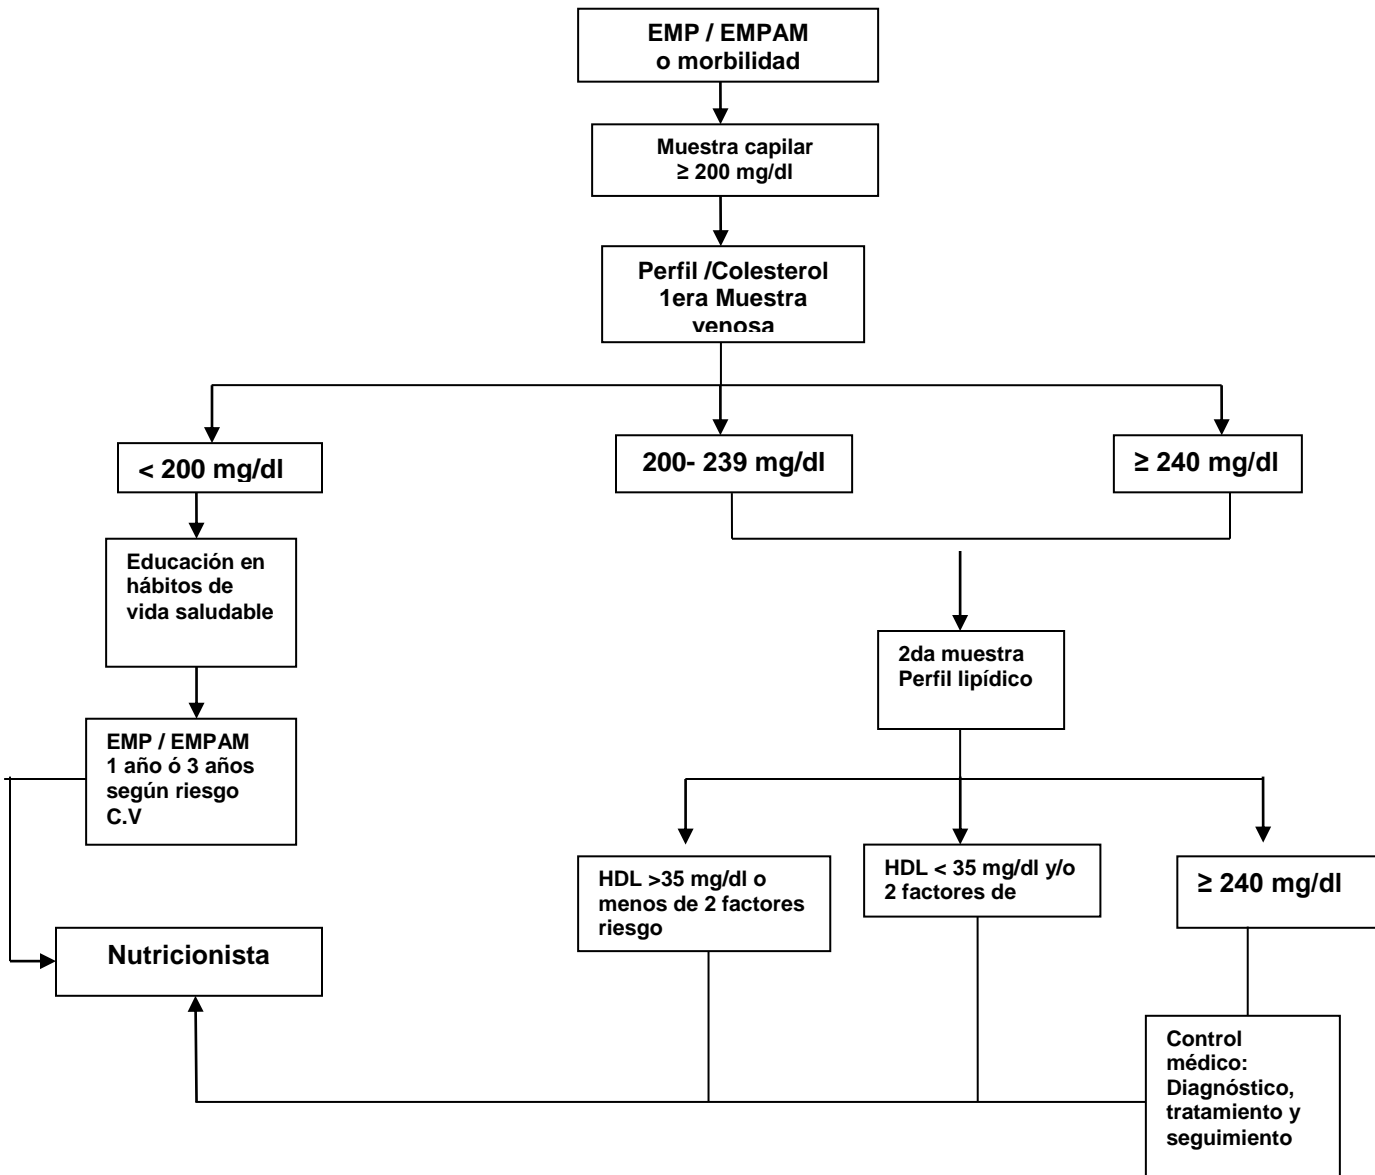 EMP / EMPAM
o morbilidad
Muestra capilar
≥ 200 mg/dl
Perfil /Colesterol
1era Muestra
venosa
< 200 mg/dl
200- 239 mg/dl
≥ 240 mg/dl
Educación en
hábitos de
vida saludable
2da muestra
Perfil lipídico
EMP / EMPAM
1 año ó 3 años
según riesgo
C.V
HDL >35 mg/dl o
menos de 2 factores
riesgo
HDL < 35 mg/dl y/o
2 factores de
≥ 240 mg/dl
Nutricionista
Control
médico:
Diagnóstico,
tratamiento y
seguimiento